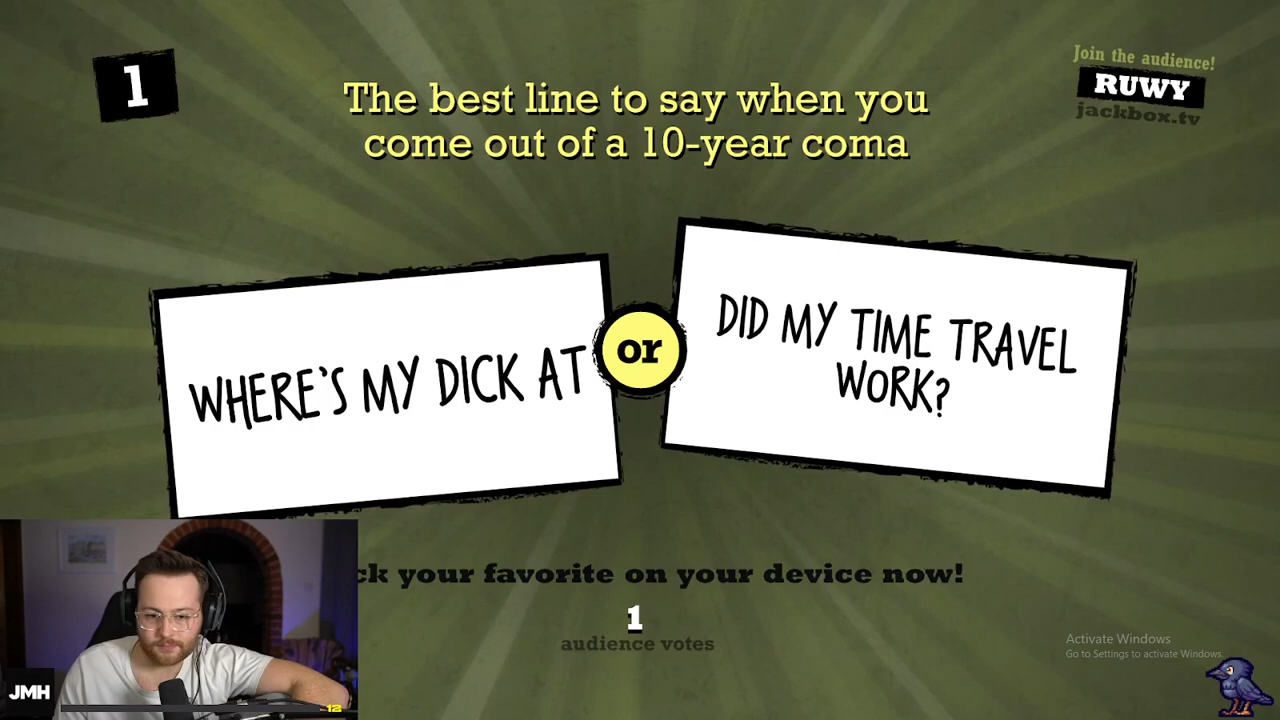 1
The best line to say when you
come out of a 10-year coma
Join the audience!
RUWY
jackbox.tv
WHERE'S MY DICK AT
or
DID MY TIME TRAVEL
WORK?
ck your favorite on your device now!
1
audience votes
Activate Windows
Go to Settings to activate Windows.
JMH
12